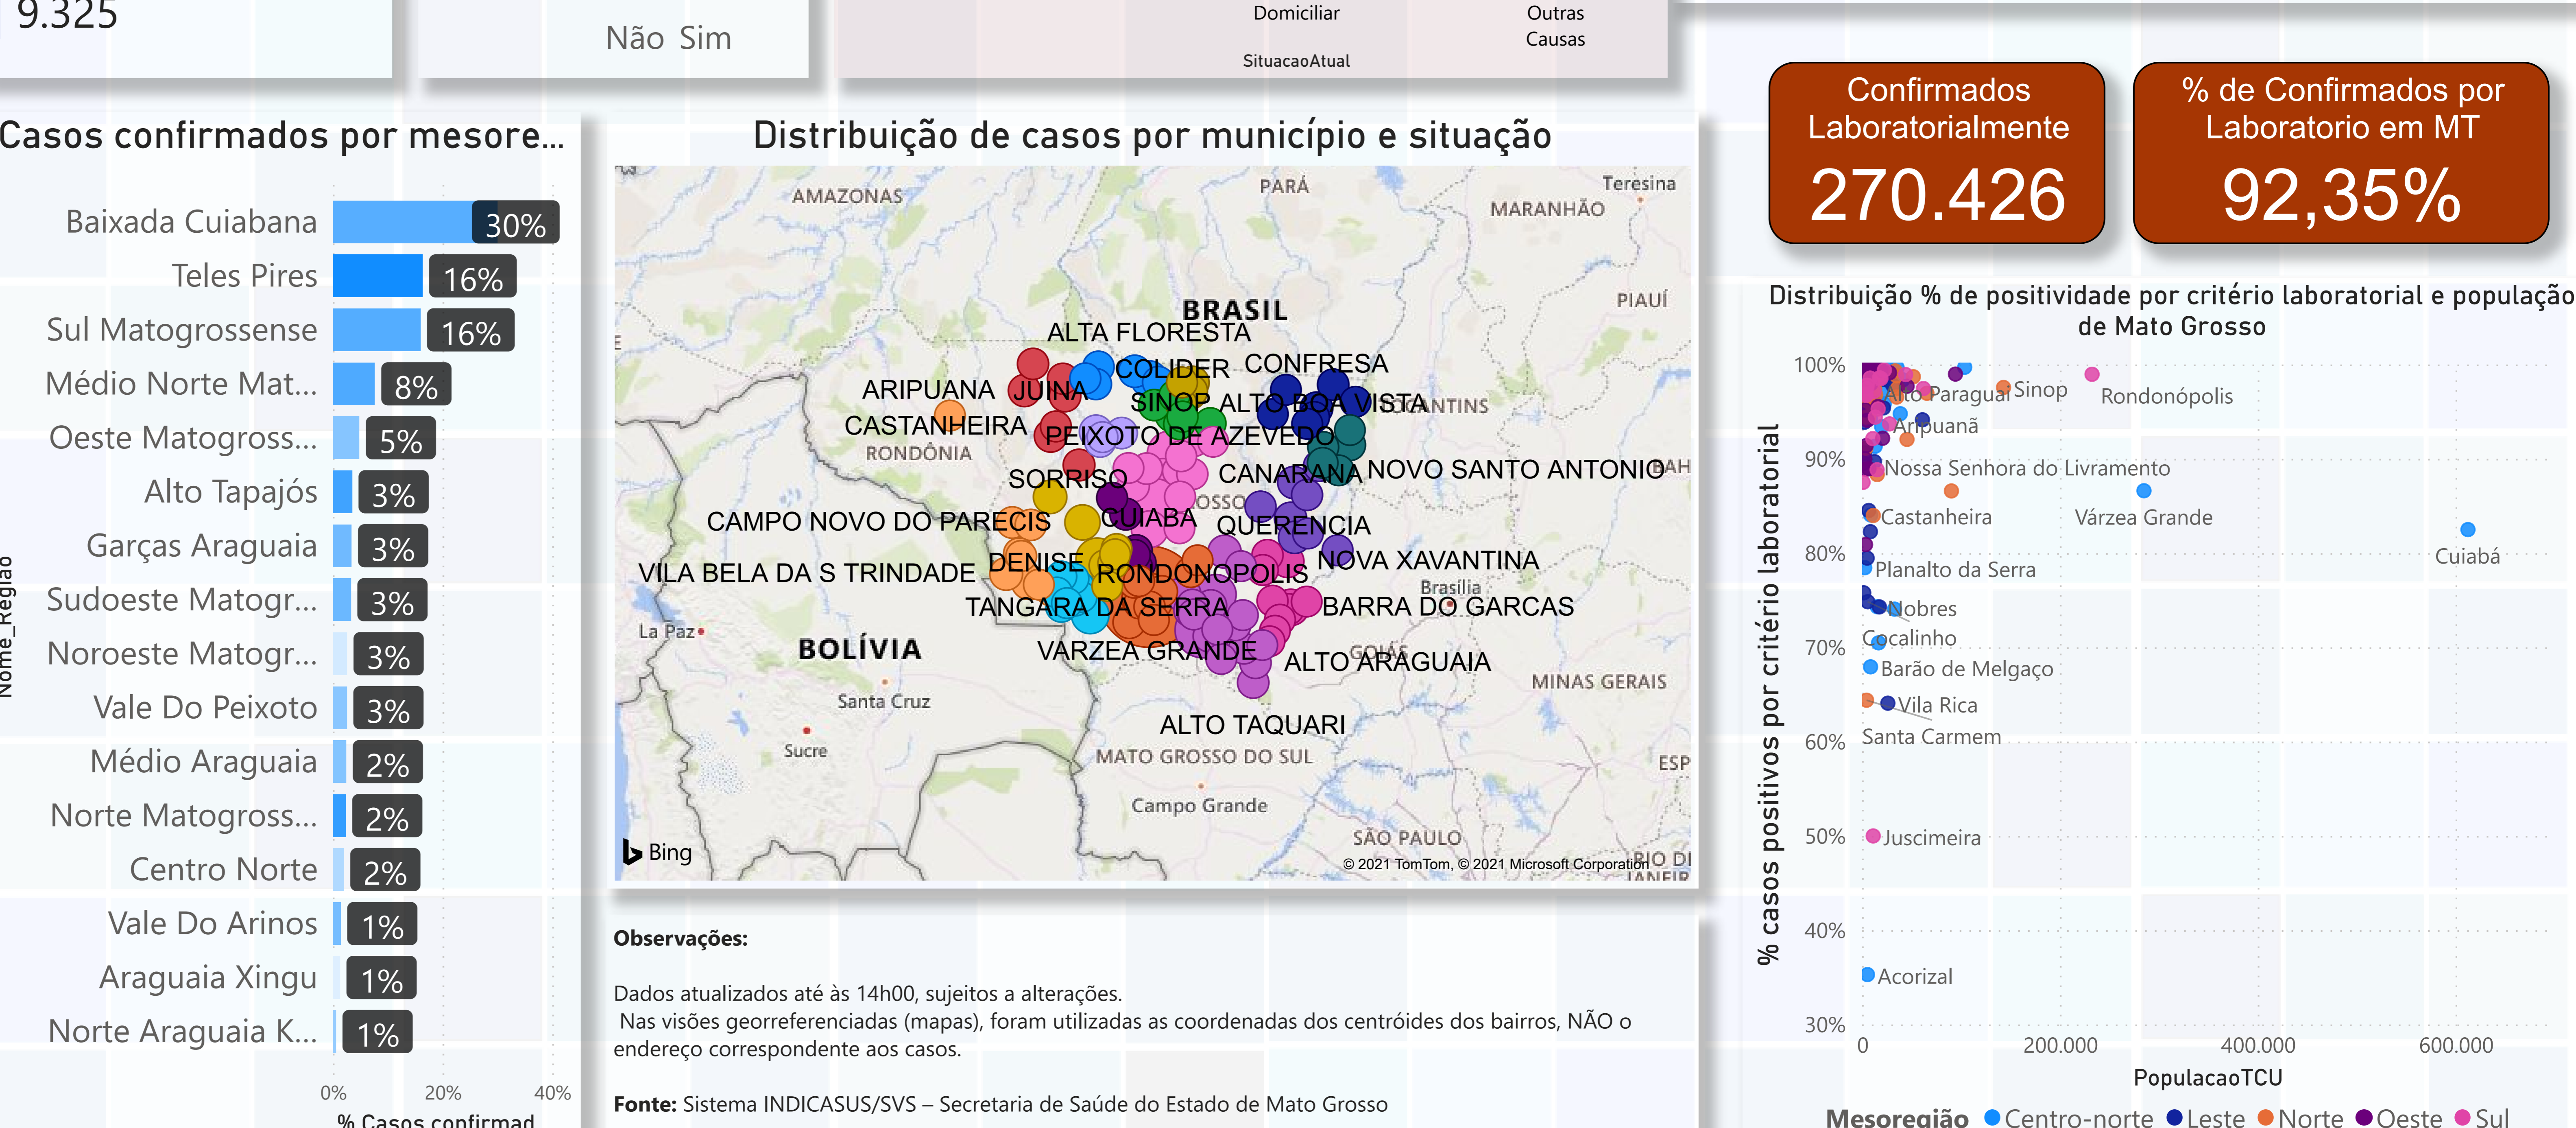 9.325
Não Sim
Domiciliar
Outras
Causas
SituacaoAtual
Confirmados
Laboratorialmente
270.426
% de Confirmados por
Laboratorio em MT
92,35%
Casos confirmados por mesore...
Nome_Regiao
Baixada Cuiabana 30%
Teles Pires 16%
Sul Matogrossense 16%
Médio Norte Mat... 8%
Oeste Matogross... 5%
Alto Tapajós 3%
Garças Araguaia 3%
Sudoeste Matogr... 3%
Noroeste Matogr... 3%
Vale Do Peixoto 3%
Médio Araguaia 2%
Norte Matogross... 2%
Centro Norte 2%
Vale Do Arinos 1%
Araguaia Xingu 1%
Norte Araguaia K... 1%
0% 20% 40%
% Casos confirmad
Distribuição de casos por município e situação
AMAZONAS
PARÁ
Teresina
MARANHÃO
PIAUÍ
BRASIL
ALTA FLORESTA
COLIDER
CONFRESA
ARIPUANA
JUINA
SINOP
ALTO BOA VISTA
TOCANTINS
CASTANHEIRA
PEIXOTO DE AZEVEDO
RONDÔNIA
SORRISO
CANARANA
NOVO SANTO ANTONIO
BAH
OSSO
CAMPO NOVO DO PARECIS
CUIABA
QUERENCIA
DENISE
NOVA XAVANTINA
VILA BELA DA S TRINDADE
RONDONOPOLIS
Brasília
TANGARA DA SERRA
BARRA DO GARCAS
La Paz
BOLÍVIA
VARZEA GRANDE
GOIÁS
ALTO ARAGUAIA
MINAS GERAIS
Santa Cruz
ALTO TAQUARI
Sucre
MATO GROSSO DO SUL
ESP
Campo Grande
SÃO PAULO
Bing
© 2021 TomTom, © 2021 Microsoft Corporation
RIO DE
JANEIR
Observações:
Dados atualizados até às 14h00, sujeitos a alterações.
Nas visões georreferenciadas (mapas), foram utilizadas as coordenadas dos centróides dos bairros, NÃO o
endereço correspondente aos casos.
Fonte: Sistema INDICASUS/SVS – Secretaria de Saúde do Estado de Mato Grosso
Distribuição % de positividade por critério laboratorial e população
de Mato Grosso
% casos positivos por critério laboratorial
100%
90%
80%
70%
60%
50%
40%
30%
Alto Paraguai
Sinop
Rondonópolis
Aripuanã
Nossa Senhora do Livramento
Castanheira
Várzea Grande
Cuiabá
Planalto da Serra
Nobres
Cocalinho
Barão de Melgaço
Vila Rica
Santa Carmem
Juscimeira
Acorizal
0 200.000 400.000 600.000
PopulacaoTCU
Mesoregião Centro-norte Leste Norte Oeste Sul